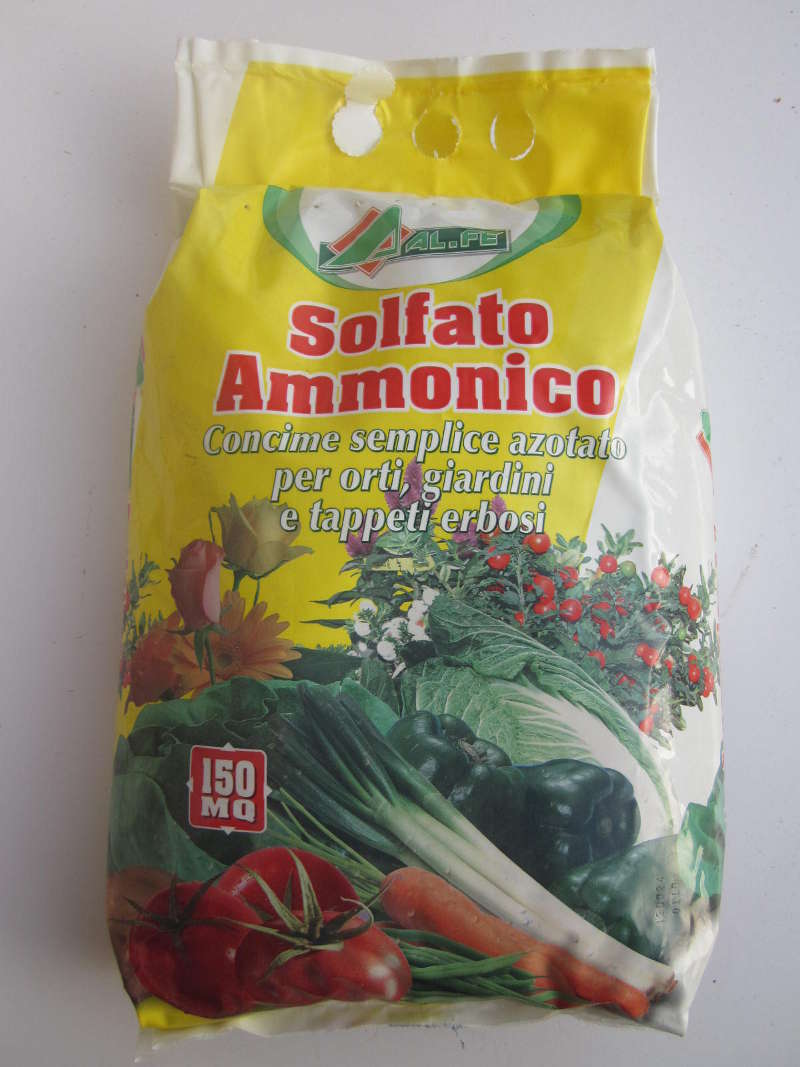 AL.FE
Solfato
Ammonico
Concime semplice azotato
per orti, giardini
e tappeti erbosi
150
MQ